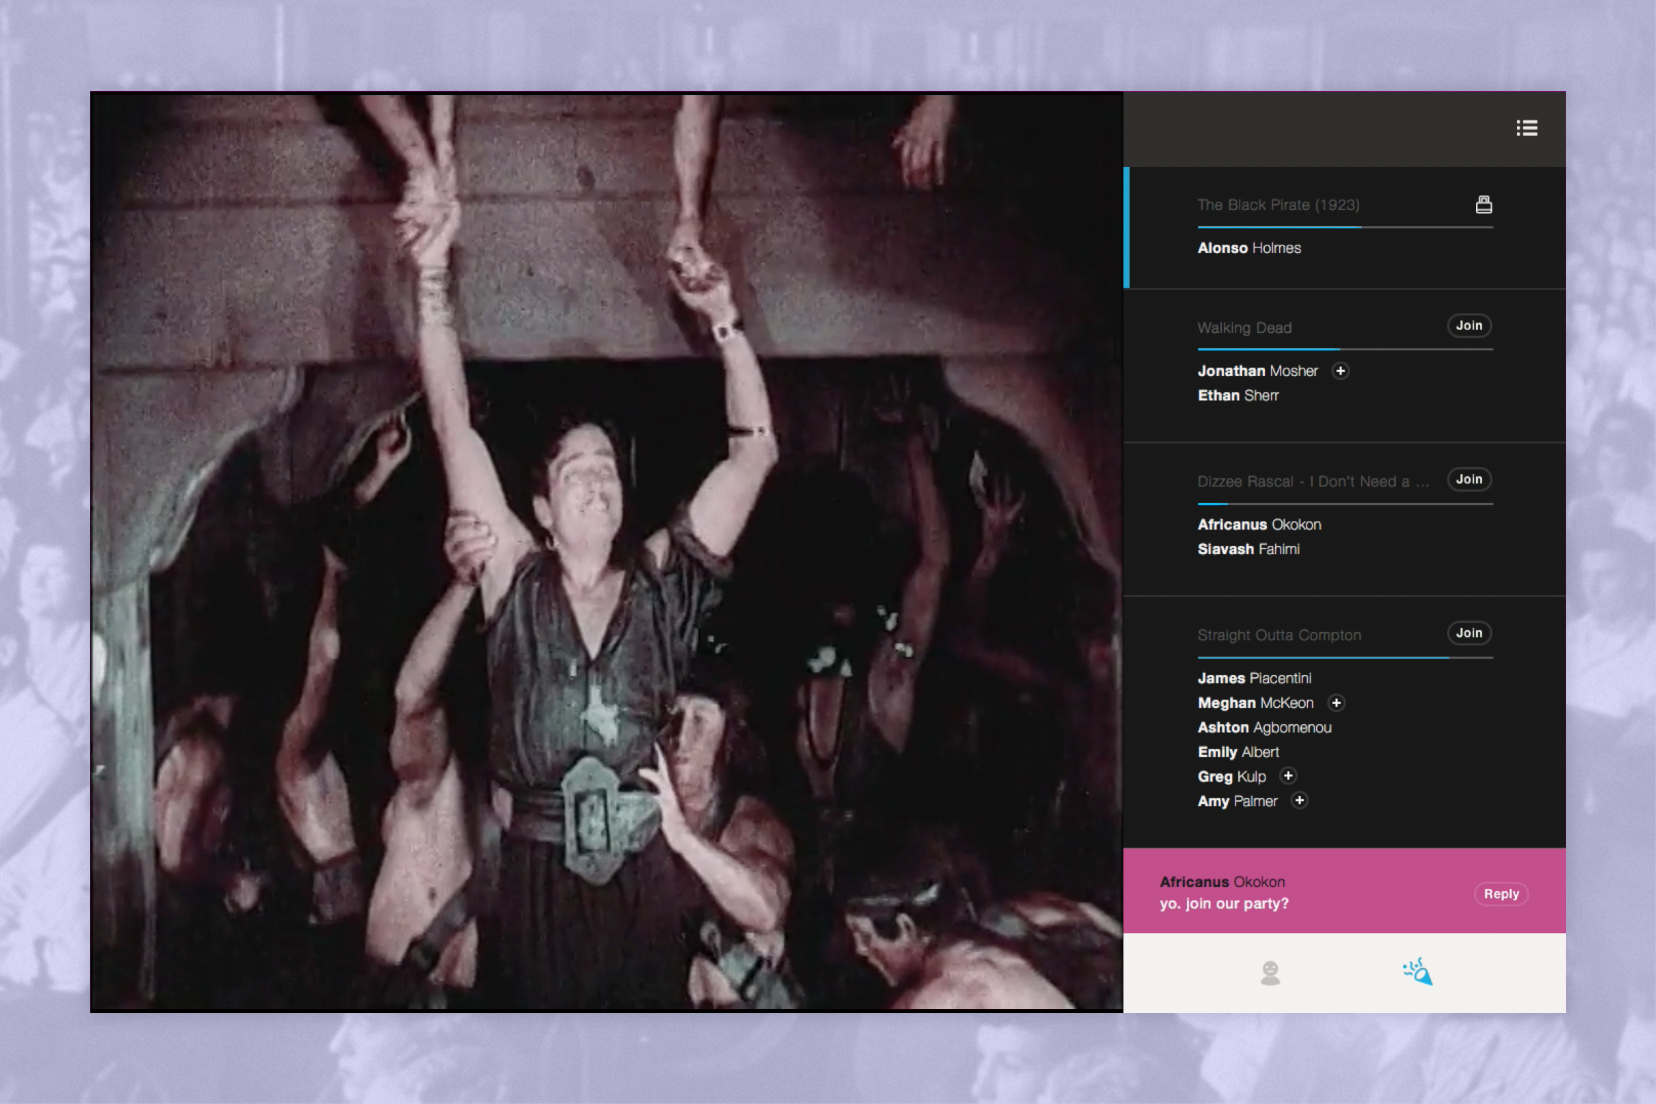 The Black Pirate (1923)
Alonso Holmes
Walking Dead
Join
Jonathan Mosher
Ethan Sherr
Dizzee Rascal - I Don't Need a ...
Join
Africanus Okokon
Siavash Fahimi
Straight Outta Compton
Join
James Piacentini
Meghan McKeon
Ashton Agbomenou
Emily Albert
Greg Kulp
Amy Palmer
Africanus Okokon
yo. join our party?
Reply